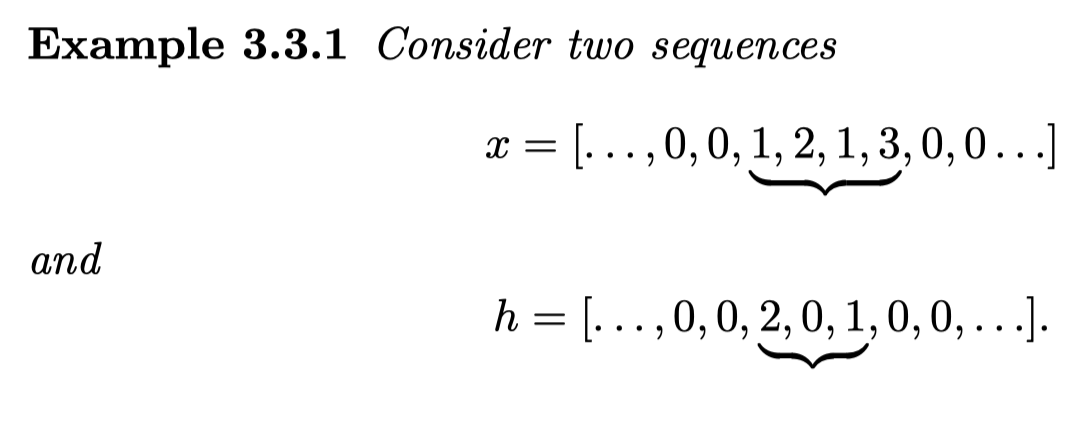 Example 3.3.1 Consider two sequences
x = [. . . , 0, 0, 1, 2, 1, 3, 0, 0 . . .]
and
h = [. . . , 0, 0, 2, 0, 1, 0, 0, . . .].